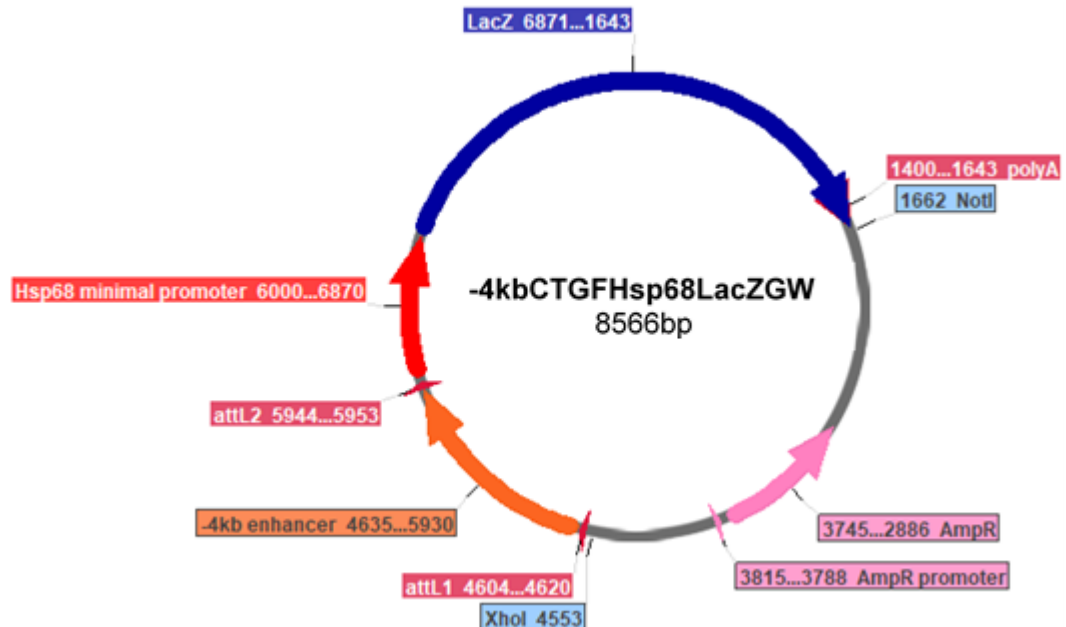 LacZ 6871...1643
1400...1643 polyA
1662 NotI
Hsp68 minimal promoter 6000...6870
-4kbCTGFHsp68LacZGW
8566bp
attL2 5944...5953
-4kb enhancer 4635...5930
3745...2886 AmpR
attL1 4604...4620
3815...3788 AmpR promoter
XhoI 4553